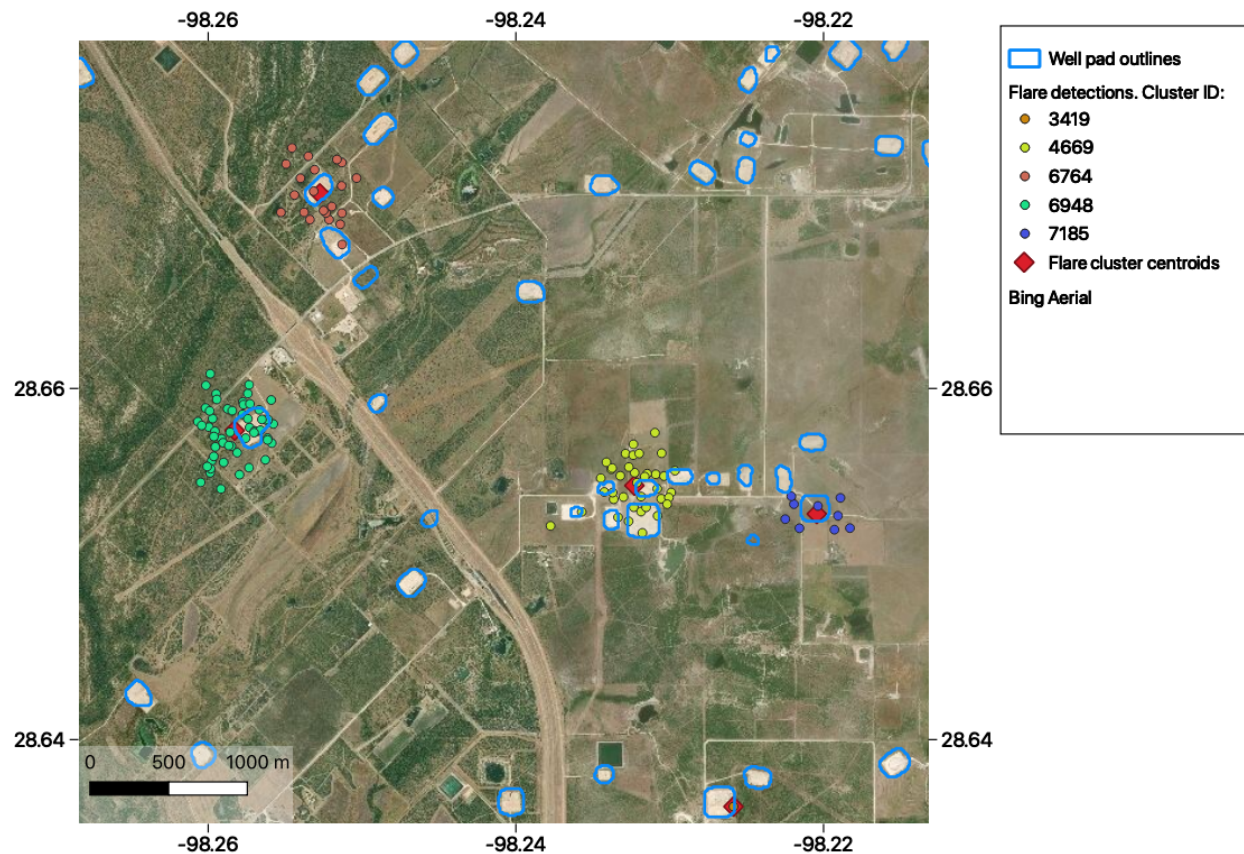 -98.26 -98.24 -98.22
Well pad outlines
Flare detections. Cluster ID:
3419
4669
6764
6948
7185
Flare cluster centroids
Bing Aerial
28.66 28.66
28.64 28.64
0 500 1000 m
-98.26 -98.24 -98.22